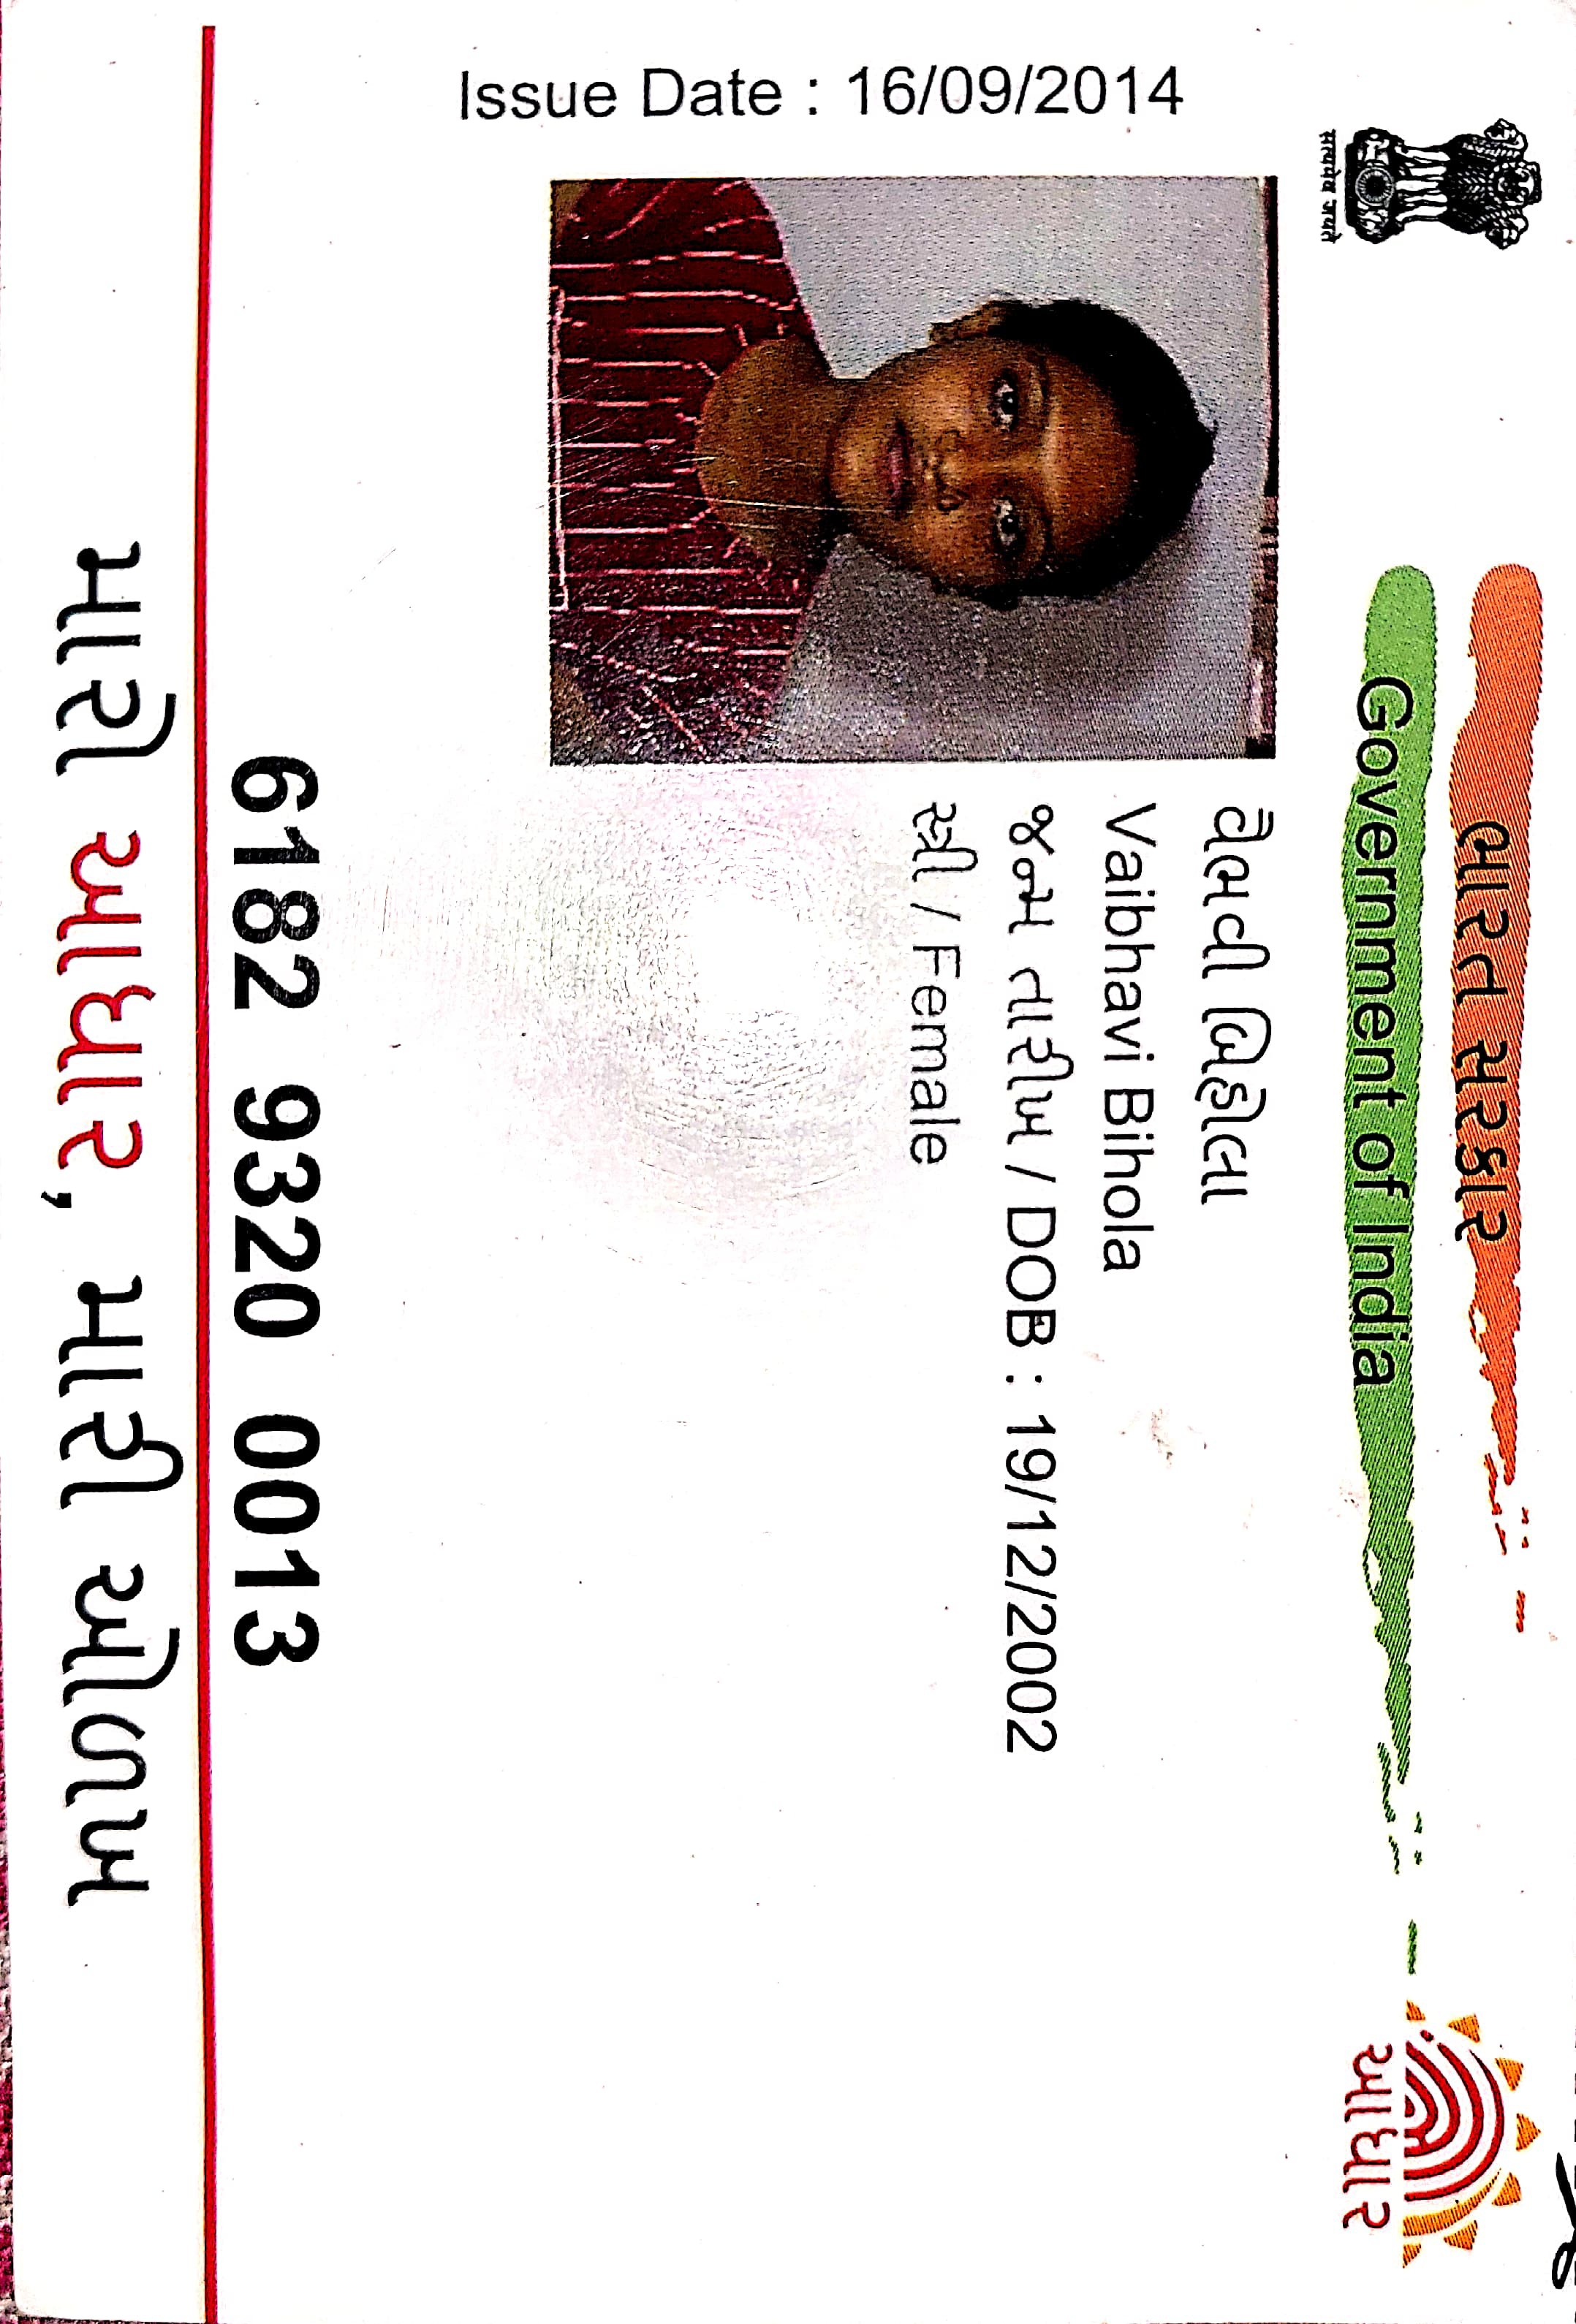 ભારત સરકાર
Government of India
सत्यमेव जयते
આધાર
Issue Date : 16/09/2014
વૈભવી બિહોલા
Vaibhavi Bihola
જન્મ તારીખ / DOB : 19/12/2002
સ્ત્રી / Female
6182 9320 0013
મારો આધાર, મારી ઓળખ